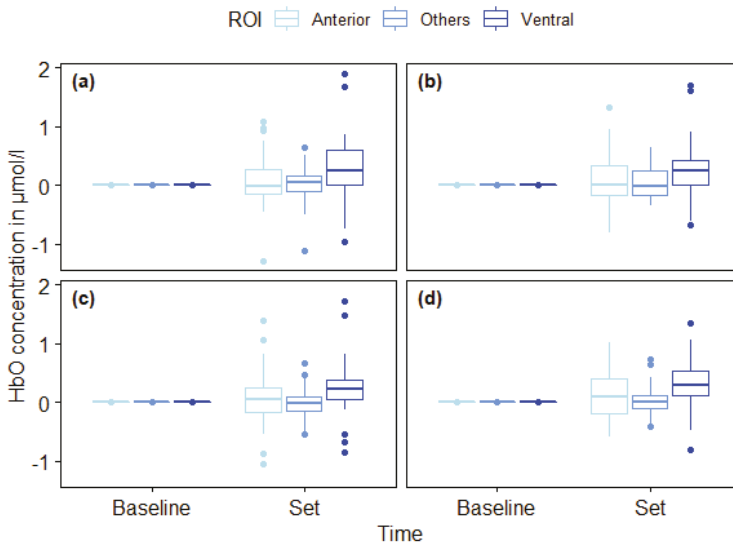 ROI Anterior Others Ventral
(a) (b)
2
1
0
-1
(c) (d)
2
1
0
-1
HbO concentration in µmol/l
Baseline Set Baseline Set
Time